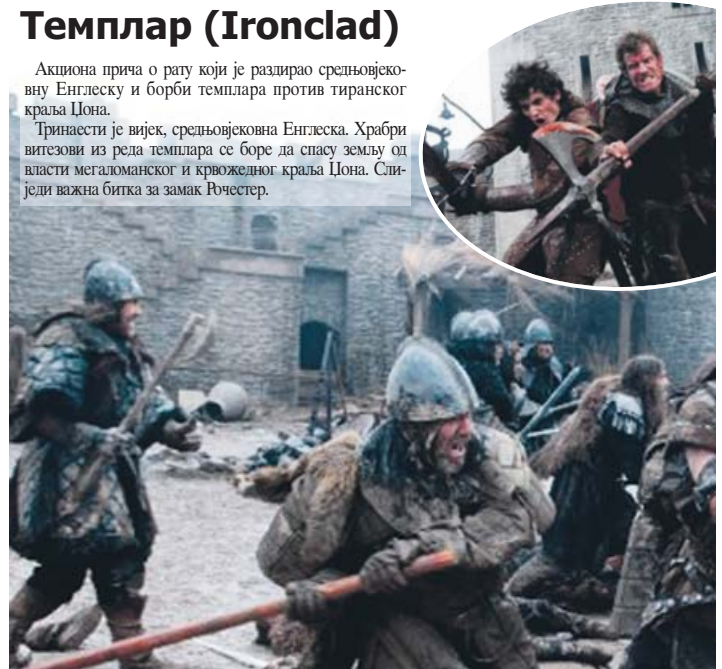 Темплар (Ironclad)
Акциона прича о рату који је раздирао средњовјеко-
вну Енглеску и борби темплара против тиранског
краља Џона.
Тринаести је вијек, средњовјековна Енглеска. Храбри
витезови из реда темплара се боре да спасу земљу од
власти мегаломанског и крвожедног краља Џона. Сли-
једи важна битка за замак Рочестер.